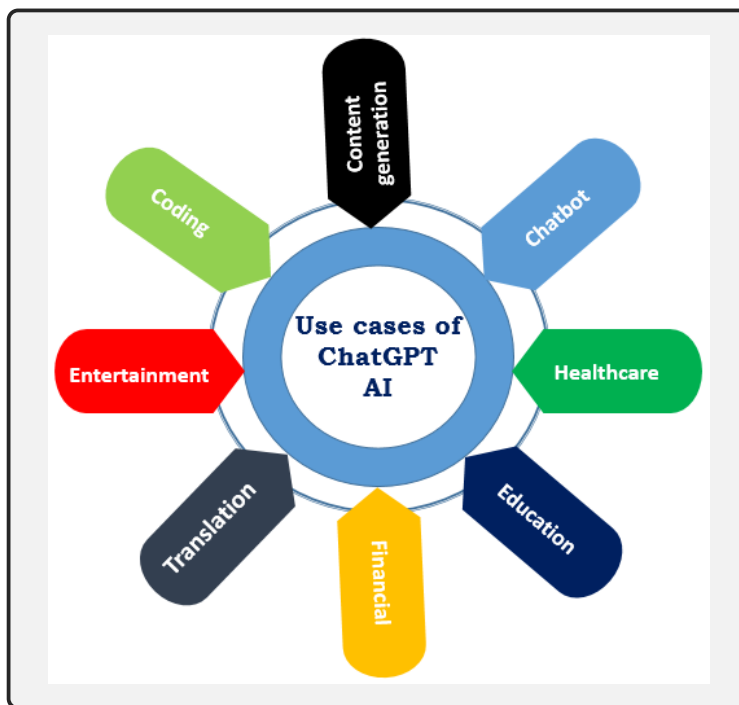 Content
generation
Chatbot
Healthcare
Education
Financial
Translation
Entertainment
Coding
Use cases of
ChatGPT
AI